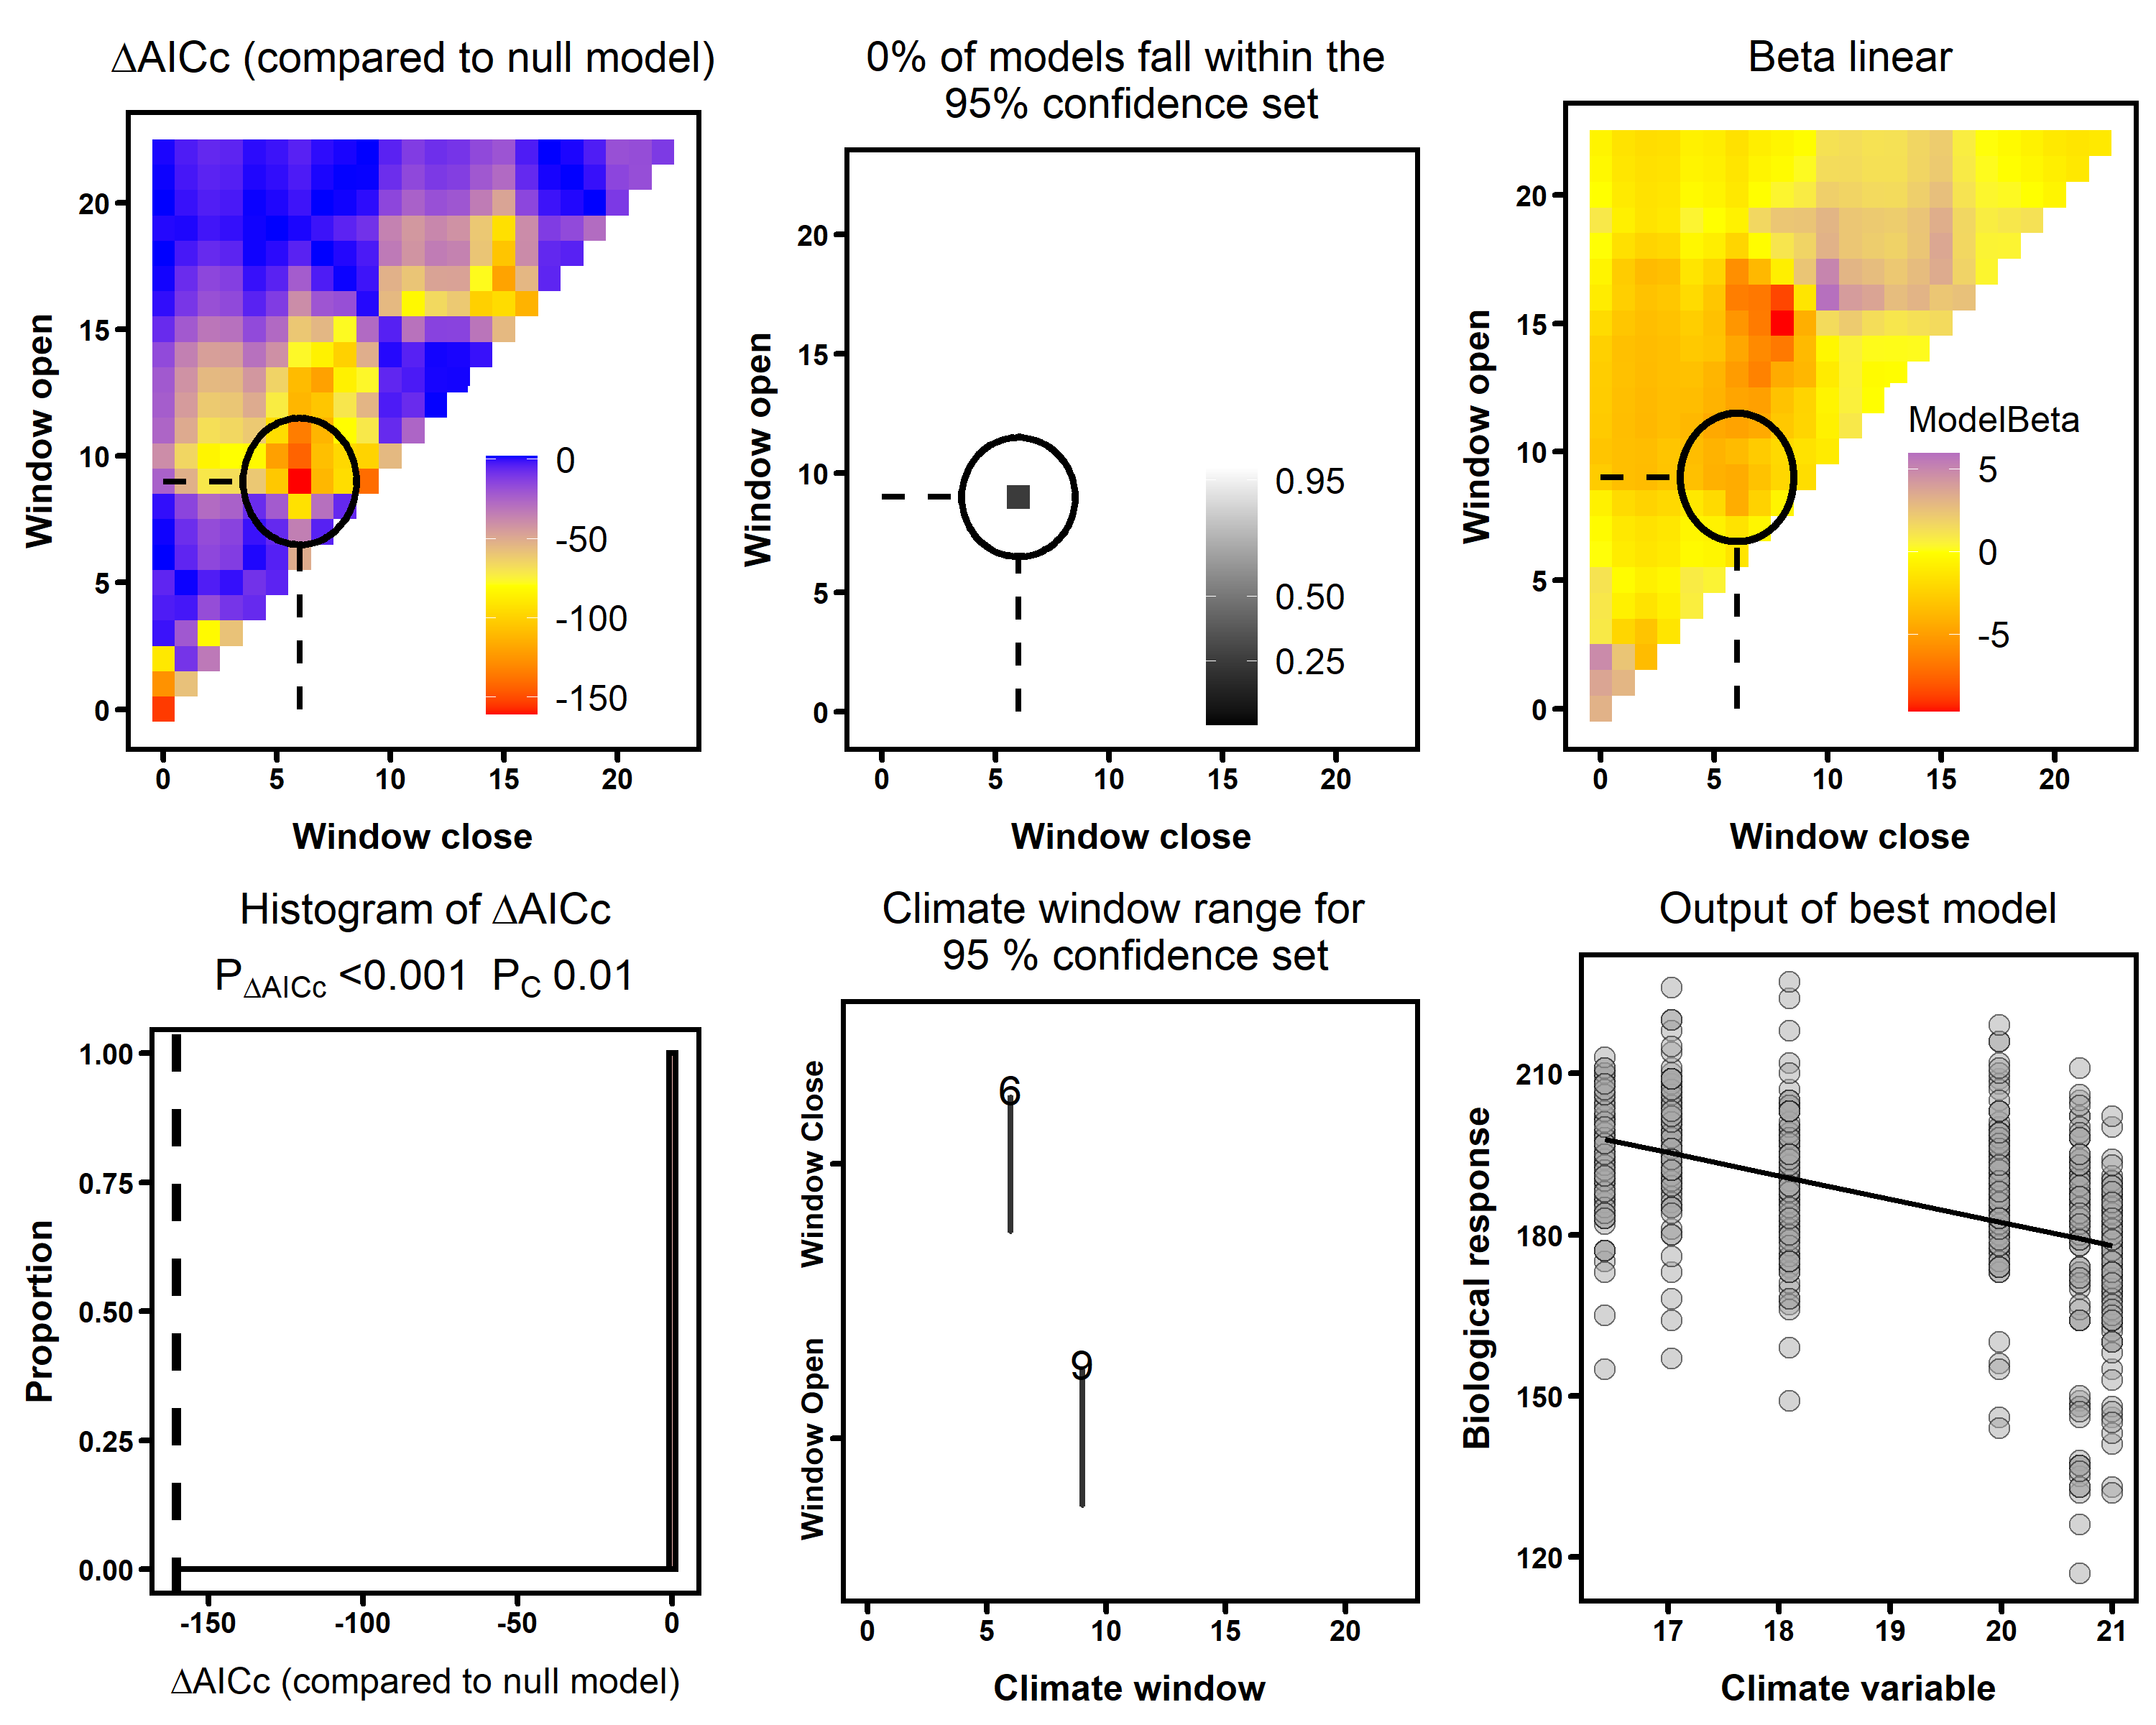 ΔAICc (compared to null model)
20
15
10
5
0
Window open
0
-50
-100
-150
0 5 10 15 20
Window close
0% of models fall within the
95% confidence set
20
15
10
5
0
Window open
0.95
0.50
0.25
0 5 10 15 20
Window close
Beta linear
20
15
10
5
0
Window open
ModelBeta
5
0
-5
0 5 10 15 20
Window close
Histogram of ΔAICc
PΔAICc <0.001 PC 0.01
1.00
0.75
0.50
0.25
0.00
Proportion
-150 -100 -50 0
ΔAICc (compared to null model)
Climate window range for
95 % confidence set
Window Close
6
Window Open
9
0 5 10 15 20
Climate window
Output of best model
210
180
150
120
Biological response
17 18 19 20 21
Climate variable